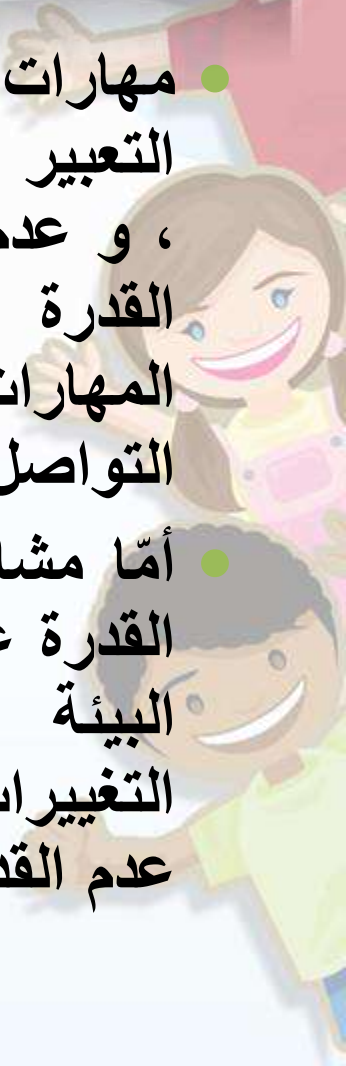 • مهارات
التعبير
، و عدم
القدرة
المهارات
التواصل
• أمّا مشا
القدرة ع
البيئة
التغييرات
عدم القد